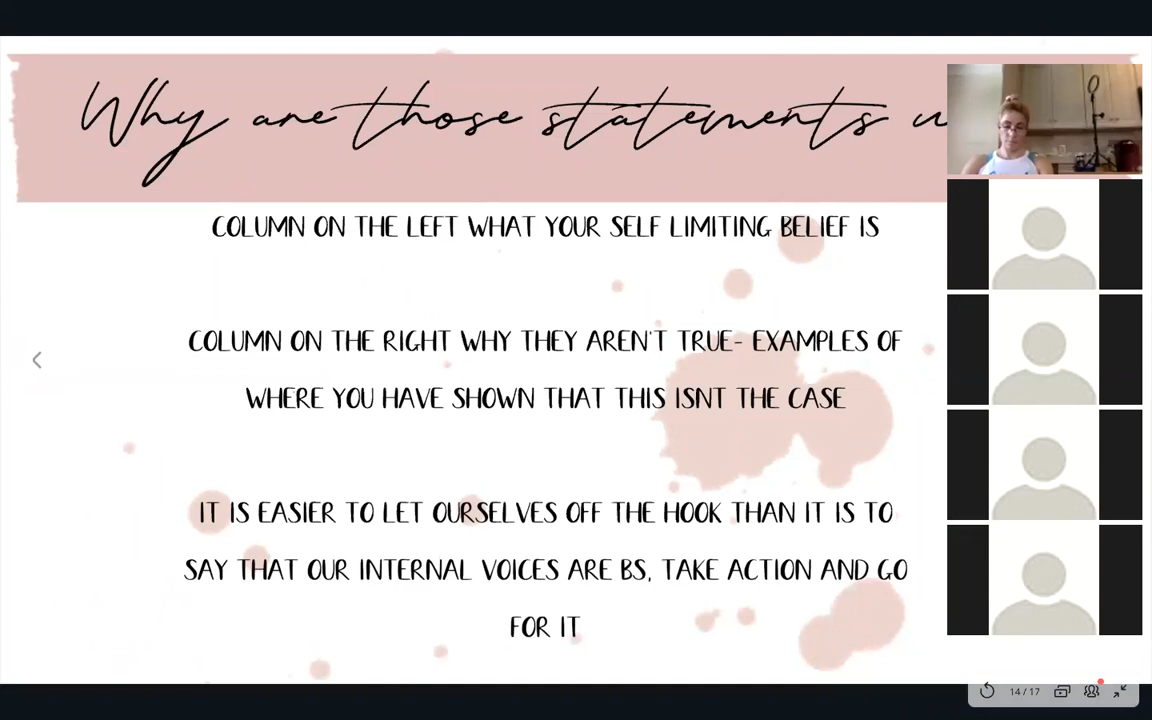 Why are those statements
COLUMN ON THE LEFT WHAT YOUR SELF LIMITING BELIEF IS
COLUMN ON THE RIGHT WHY THEY AREN'T TRUE- EXAMPLES OF
WHERE YOU HAVE SHOWN THAT THIS ISNT THE CASE
IT IS EASIER TO LET OURSELVES OFF THE HOOK THAN IT IS TO
SAY THAT OUR INTERNAL VOICES ARE BS, TAKE ACTION AND GO
FOR IT
14/17